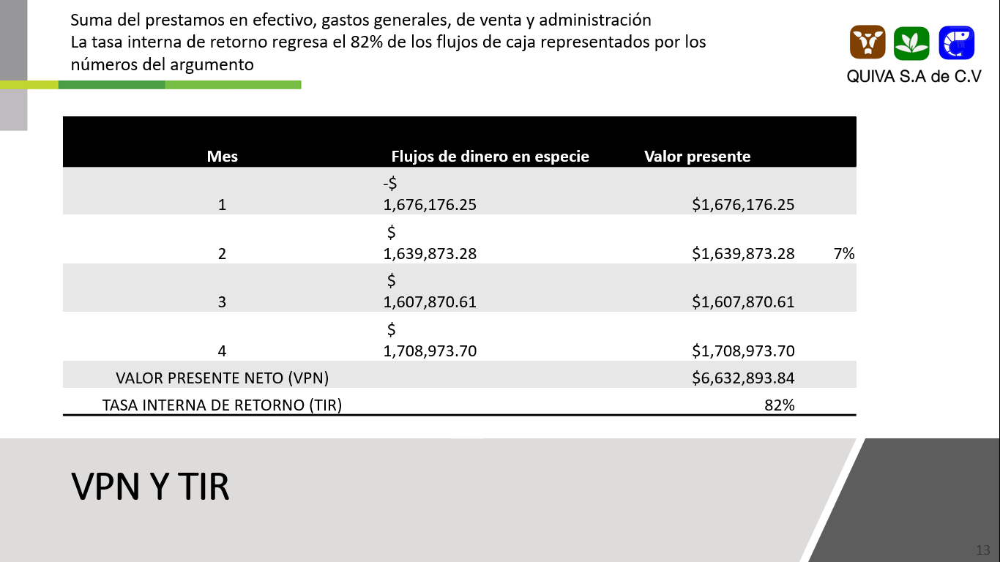 Suma del prestamos en efectivo, gastos generales, de venta y administración
La tasa interna de retorno regresa el 82% de los flujos de caja representados por los
números del argumento
QUIVA S.A de C.V
Mes Flujos de dinero en especie Valor presente
-$
1 1,676,176.25 $1,676,176.25
$
2 1,639,873.28 $1,639,873.28 7%
$
3 1,607,870.61 $1,607,870.61
$
4 1,708,973.70 $1,708,973.70
VALOR PRESENTE NETO (VPN) $6,632,893.84
TASA INTERNA DE RETORNO (TIR) 82%
VPN Y TIR
13